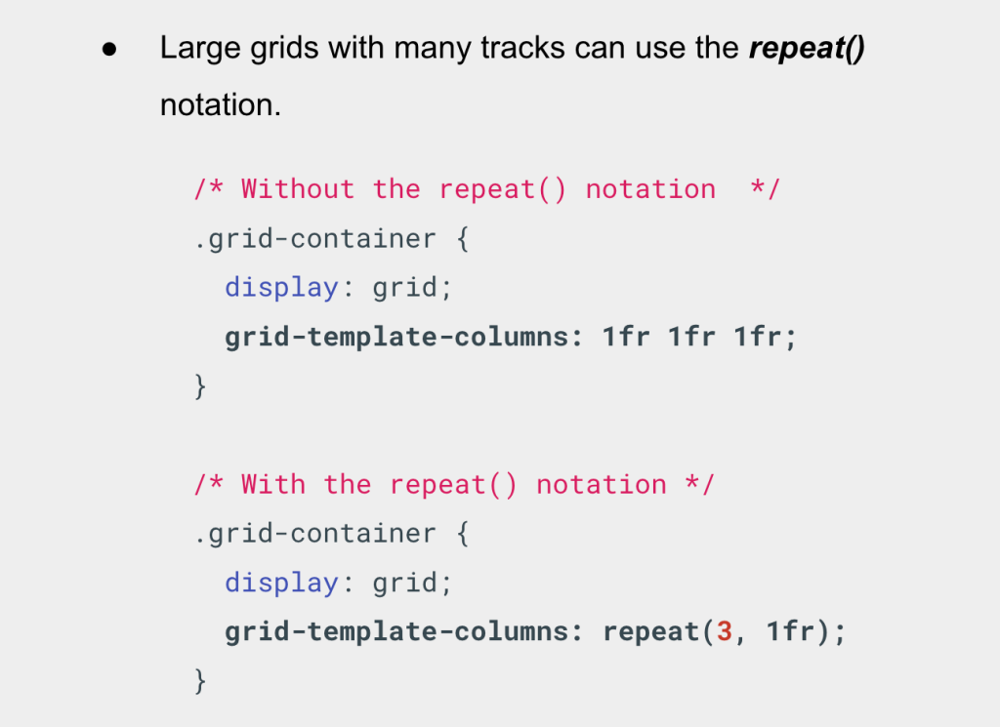 ● Large grids with many tracks can use the repeat()
notation.
/* Without the repeat() notation  */
.grid-container {
  display: grid;
  grid-template-columns: 1fr 1fr 1fr;
}
/* With the repeat() notation */
.grid-container {
  display: grid;
  grid-template-columns: repeat(3, 1fr);
}